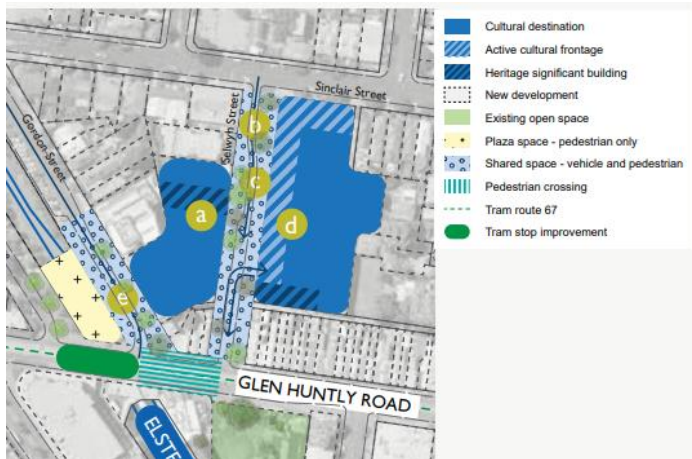 Cultural destination
Active cultural frontage
Heritage significant building
New development
Existing open space
Plaza space - pedestrian only
Shared space - vehicle and pedestrian
Pedestrian crossing
Tram route 67
Tram stop improvement
Sinclair Street
Gordon Street
Selwyn Street
b
c
a
d
e
GLEN HUNTLY ROAD
ELSTE